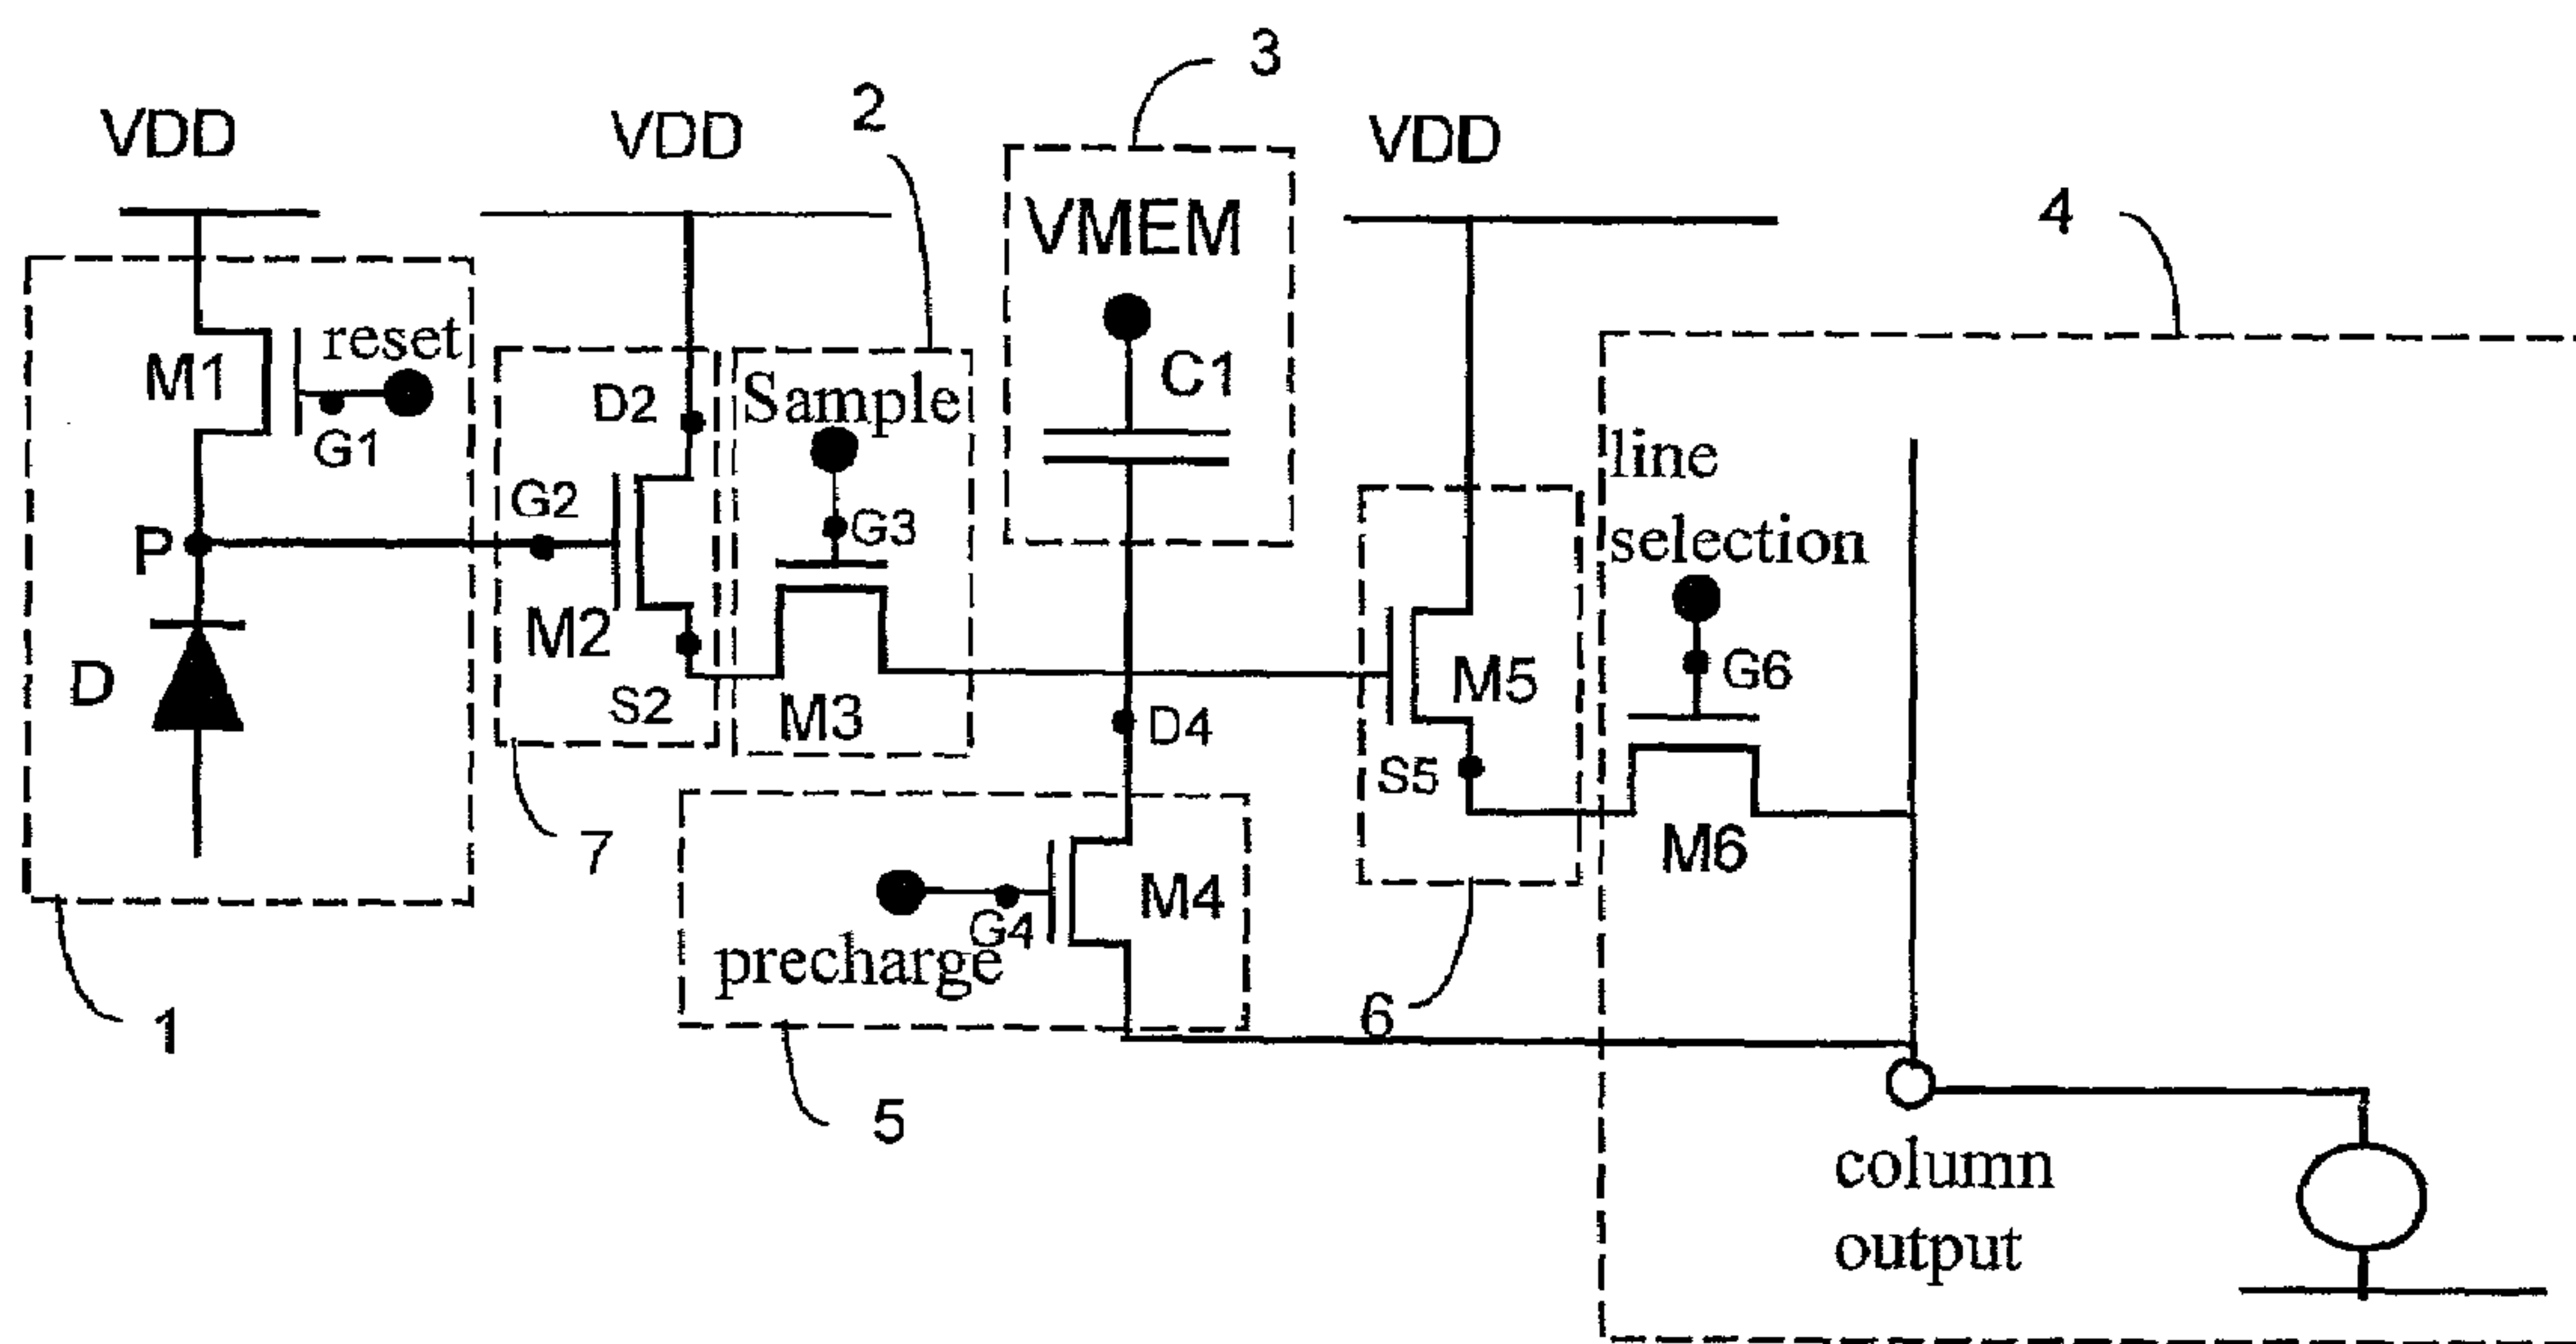 3
2
VDD
VDD
VDD
VMEM
4
reset
M1
G1
D2
Sample
C1
line
selection
G2
G3
P
M2
S2
M3
D
D4
M5
G6
S5
M6
7
M4
G4
precharge
6
1
5
column
output